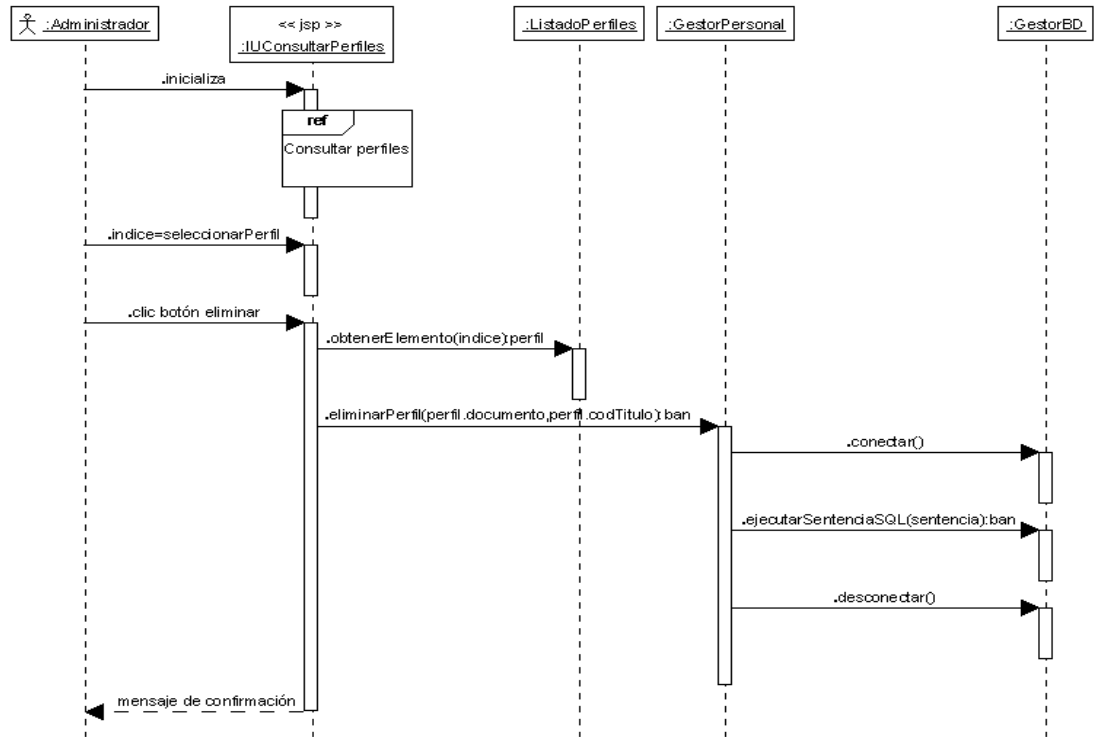 :Administrador
<< jsp >>
:IUConsultarPerfiles
:ListadoPerfiles
:GestorPersonal
:GestorBD
.inicializa
ref
Consultar perfiles
.indice=seleccionarPerfil
.clic botón eliminar
.obtenerElemento(indice):perfil
.eliminarPerfil(perfil.documento,perfil.codTitulo):ban
.conectar()
.ejecutarSentenciaSQL(sentencia):ban
.desconectar()
mensaje de confirmación